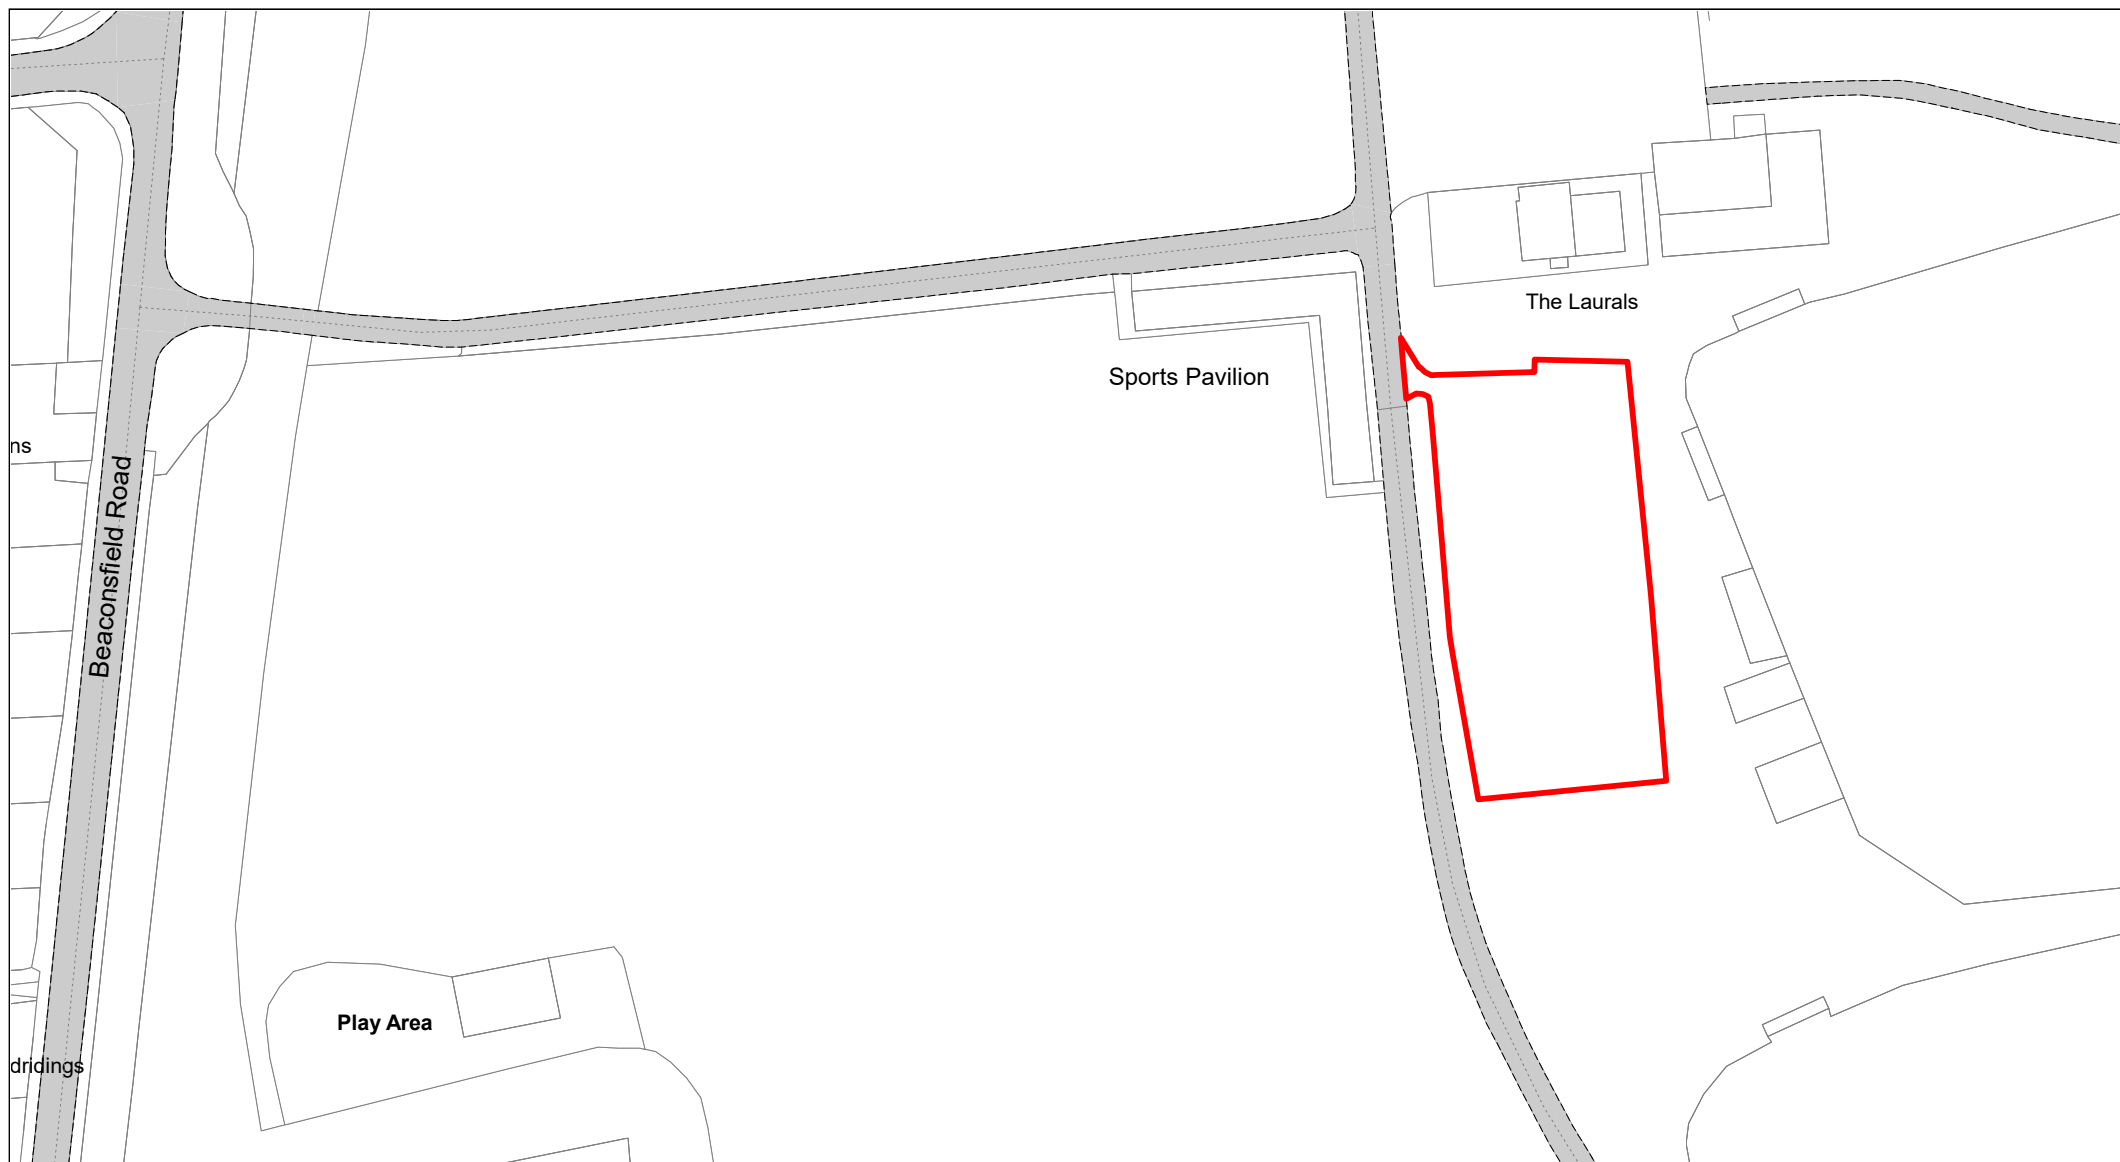 The Laurals
Sports Pavilion
ns
Beaconsfield Road
Play Area
dridings